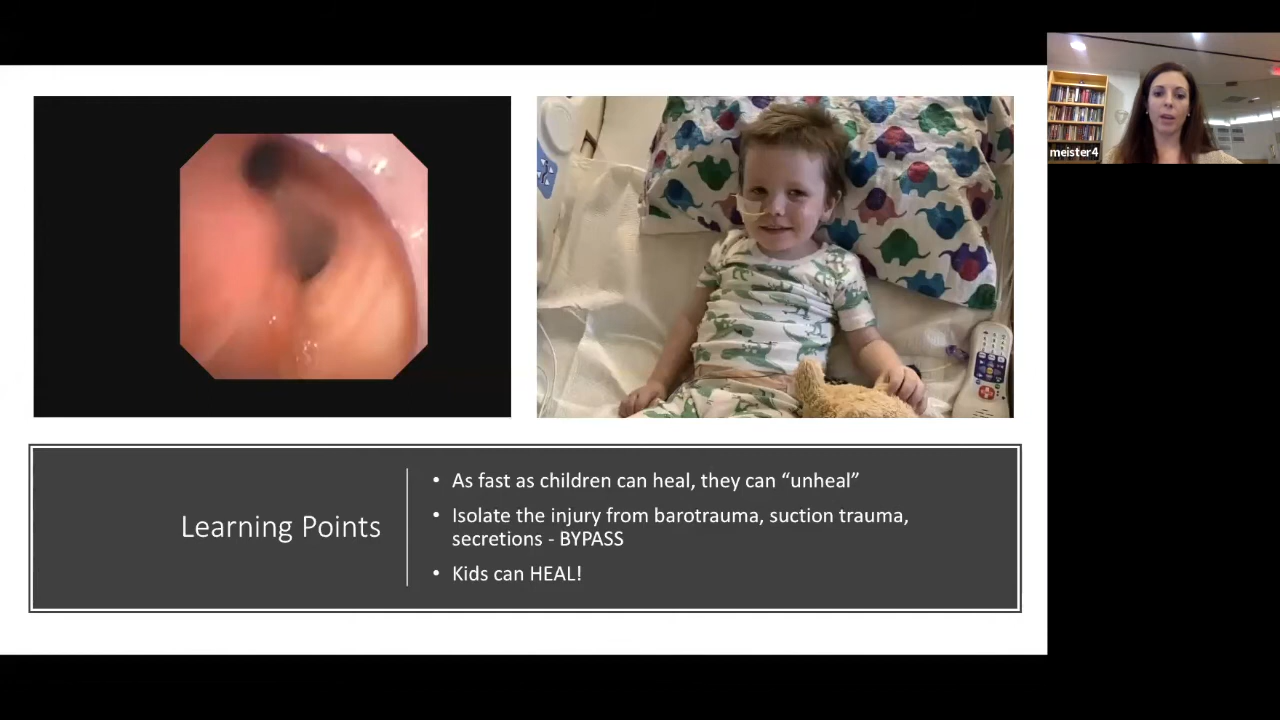 meister4
Learning Points
• As fast as children can heal, they can “unheal”
• Isolate the injury from barotrauma, suction trauma,
secretions - BYPASS
• Kids can HEAL!